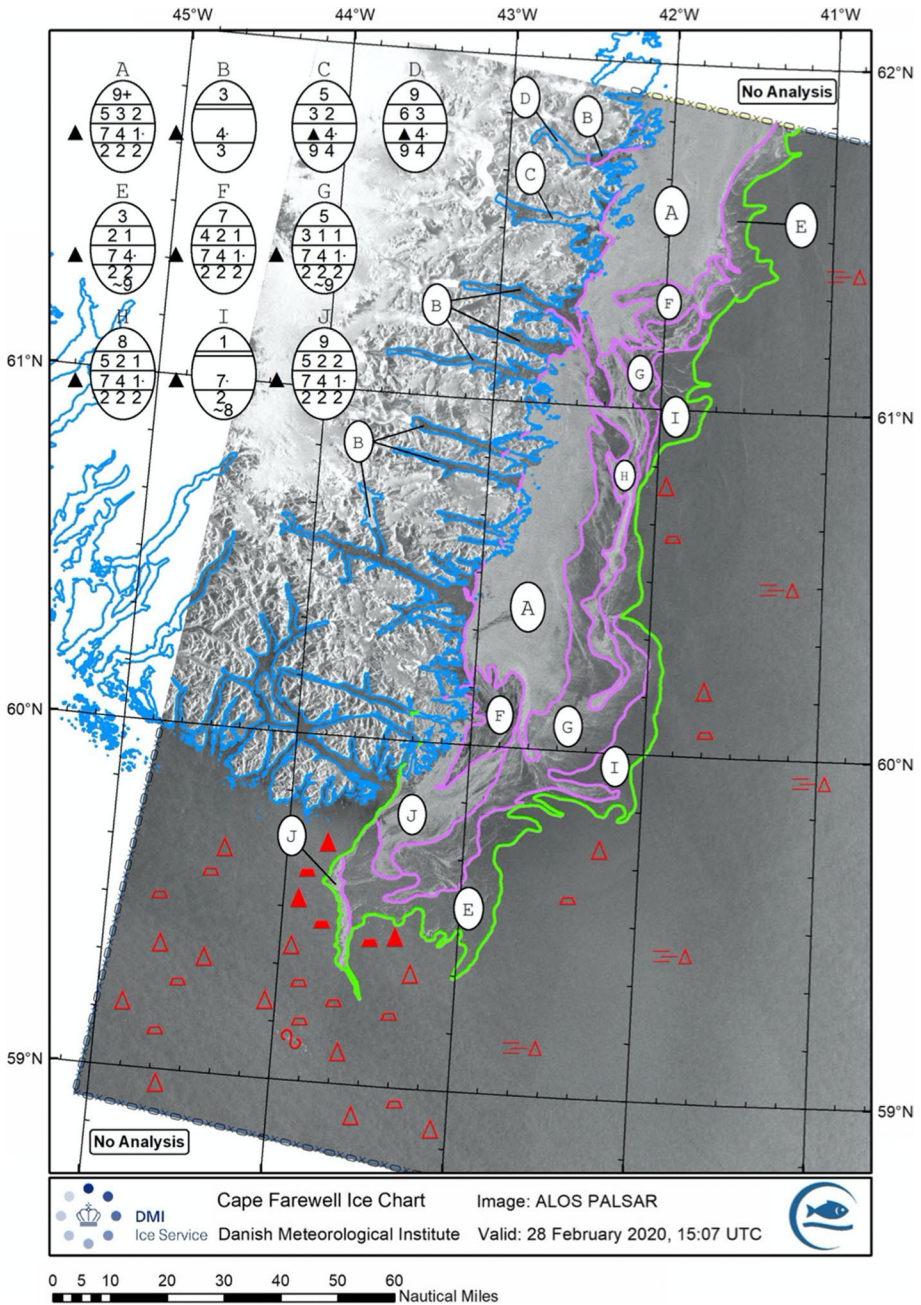 45°W 44°W 43°W 42°W 41°W
62°N
No Analysis
A B C D
9+ 3 5 9
5 3 2 3 2 6 3
7 4 1· 4· ▲4· ▲4·
2 2 2 3 9 4 9 4
D B
C
A
E
E F G
3 7 5
2 1 4 2 1 3 1 1
7 4· 7 4 1· 7 4 1·
2 2 2 2 2 2 2 2
~9 ~9
B F
H I J
8 1 9
5 2 1 5 2 2
7 4 1· 7· 7 4 1·
2 2 2 2 2 2 2
~8
61°N
G
I
61°N
B
H
A
60°N
F G
I
60°N
J
J
E
59°N
59°N
No Analysis
DMI
Ice Service
Cape Farewell Ice Chart
Danish Meteorological Institute
Image: ALOS PALSAR
Valid: 28 February 2020, 15:07 UTC
0 5 10 20 30 40 50 60
Nautical Miles